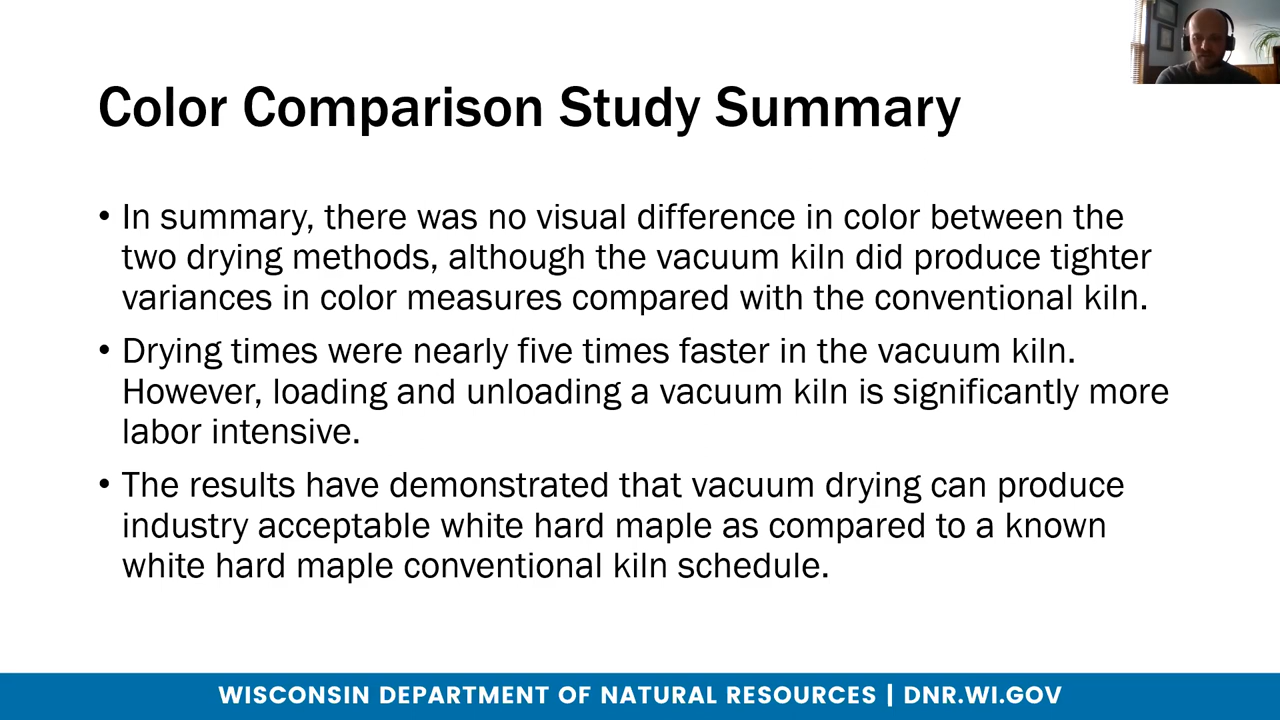 Color Comparison Study Summary
• In summary, there was no visual difference in color between the
two drying methods, although the vacuum kiln did produce tighter
variances in color measures compared with the conventional kiln.
• Drying times were nearly five times faster in the vacuum kiln.
However, loading and unloading a vacuum kiln is significantly more
labor intensive.
• The results have demonstrated that vacuum drying can produce
industry acceptable white hard maple as compared to a known
white hard maple conventional kiln schedule.
WISCONSIN DEPARTMENT OF NATURAL RESOURCES | DNR.WI.GOV